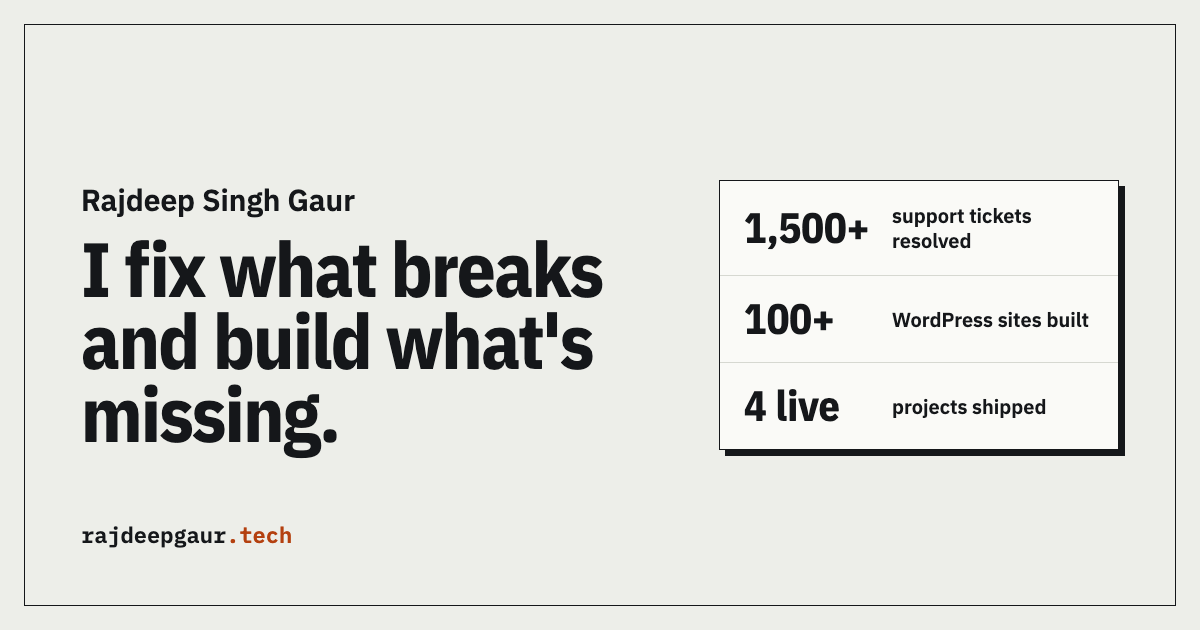 Rajdeep Singh Gaur
I fix what breaks
and build what's
missing.
rajdeepgaur.tech
1,500+ support tickets
resolved
100+ WordPress sites built
4 live projects shipped